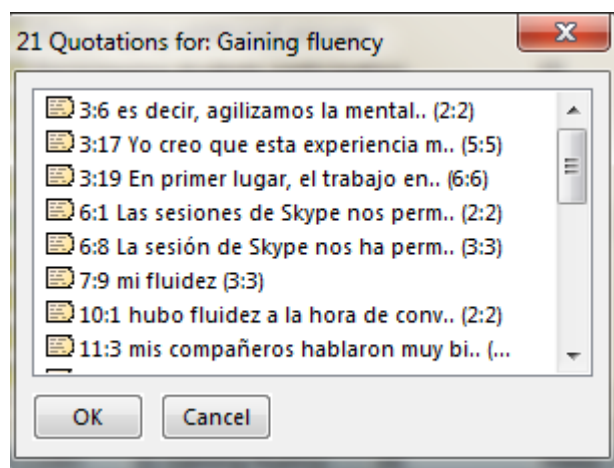 21 Quotations for: Gaining fluency
3:6 es decir, agilizamos la mental.. (2:2)
3:17 Yo creo que esta experiencia m.. (5:5)
3:19 En primer lugar, el trabajo en.. (6:6)
6:1 Las sesiones de Skype nos perm.. (2:2)
6:8 La sesión de Skype nos ha perm.. (3:3)
7:9 mi fluidez (3:3)
10:1 hubo fluidez a la hora de conv.. (2:2)
11:3 mis compañeros hablaron muy bi.. (...
OK
Cancel